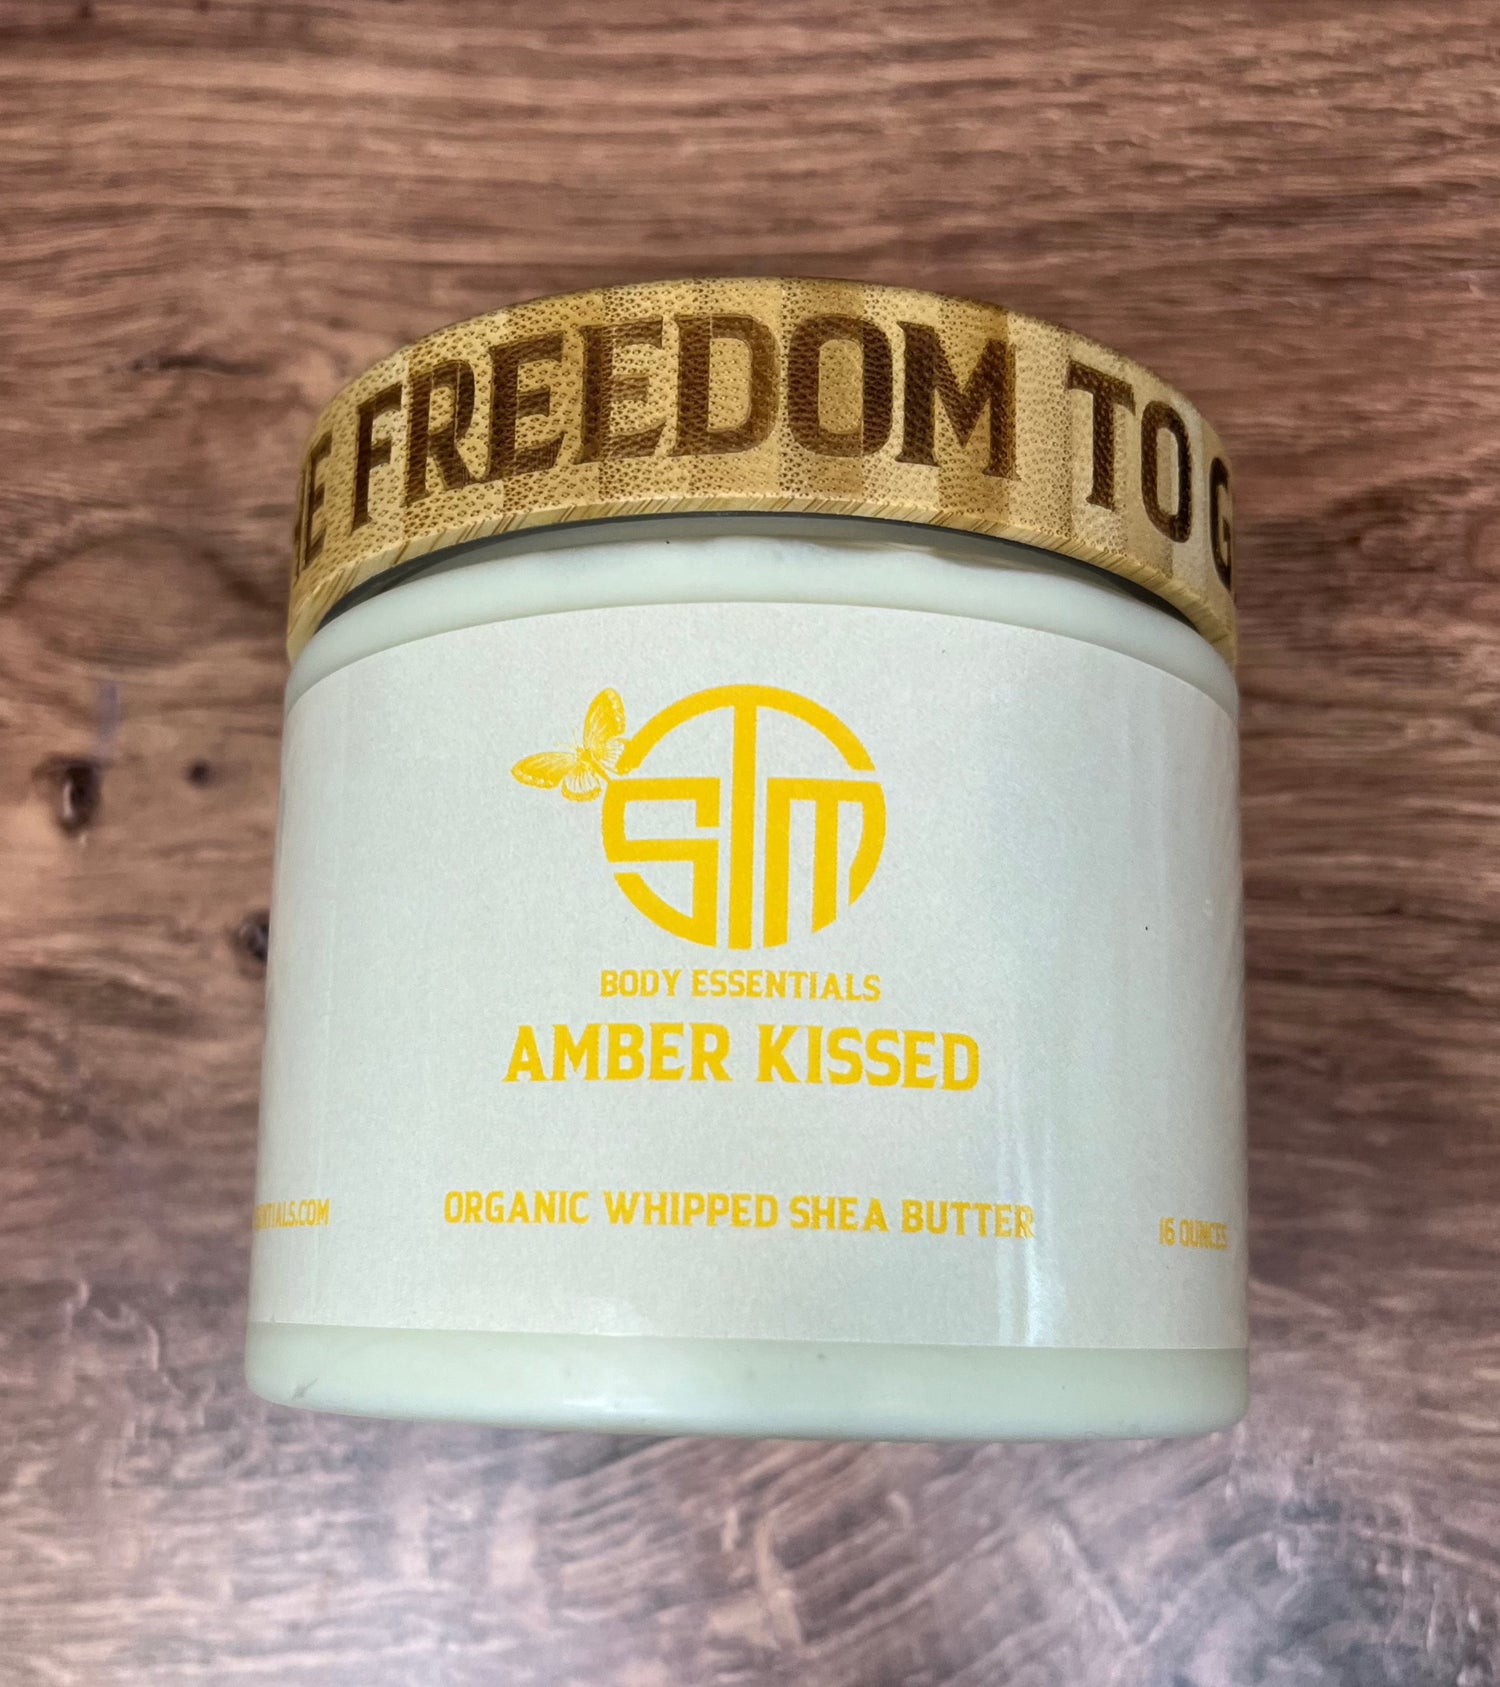 FREEDOM TO
STM
BODY ESSENTIALS
AMBER KISSED
ORGANIC WHIPPED SHEA BUTTER
16 OUNCES